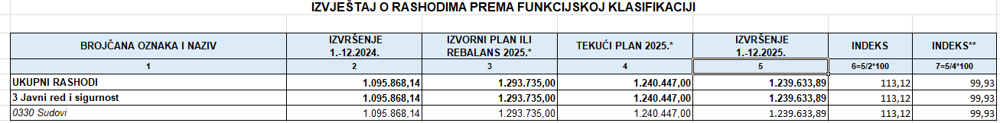 IZVJEŠTAJ O RASHODIMA PREMA FUNKCIJSKOJ KLASIFIKACIJI
BROJČANA OZNAKA I NAZIV IZVRŠENJE 1.-12.2024. IZVORNI PLAN ILI REBALANS 2025.* TEKUĆI PLAN 2025.* IZVRŠENJE 1.-12.2025. INDEKS INDEKS**
1 2 3 4 5 6=5/2*100 7=5/4*100
UKUPNI RASHODI 1.095.868,14 1.293.735,00 1.240.447,00 1.239.633,89 113,12 99,93
3 Javni red i sigurnost 1.095.868,14 1.293.735,00 1.240.447,00 1.239.633,89 113,12 99,93
0330 Sudovi 1.095.868,14 1.293.735,00 1.240.447,00 1.239.633,89 113,12 99,93